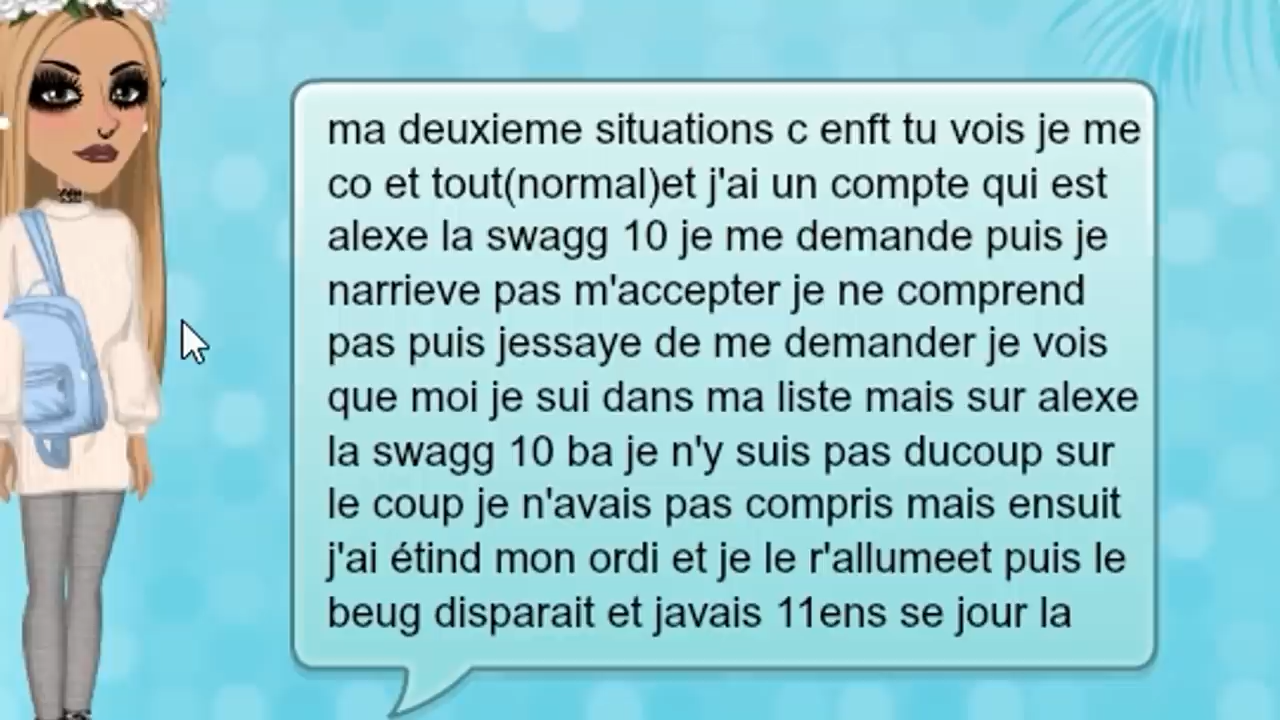 ma deuxieme situations c enft tu vois je me
co et tout(normal)et j'ai un compte qui est
alexe la swagg 10 je me demande puis je
narrieve pas m'accepter je ne comprend
pas puis jessaye de me demander je vois
que moi je sui dans ma liste mais sur alexe
la swagg 10 ba je n'y suis pas ducoup sur
le coup je n'avais pas compris mais ensuit
j'ai étind mon ordi et je le r'allumeet puis le
beug disparait et javais 11ens se jour la